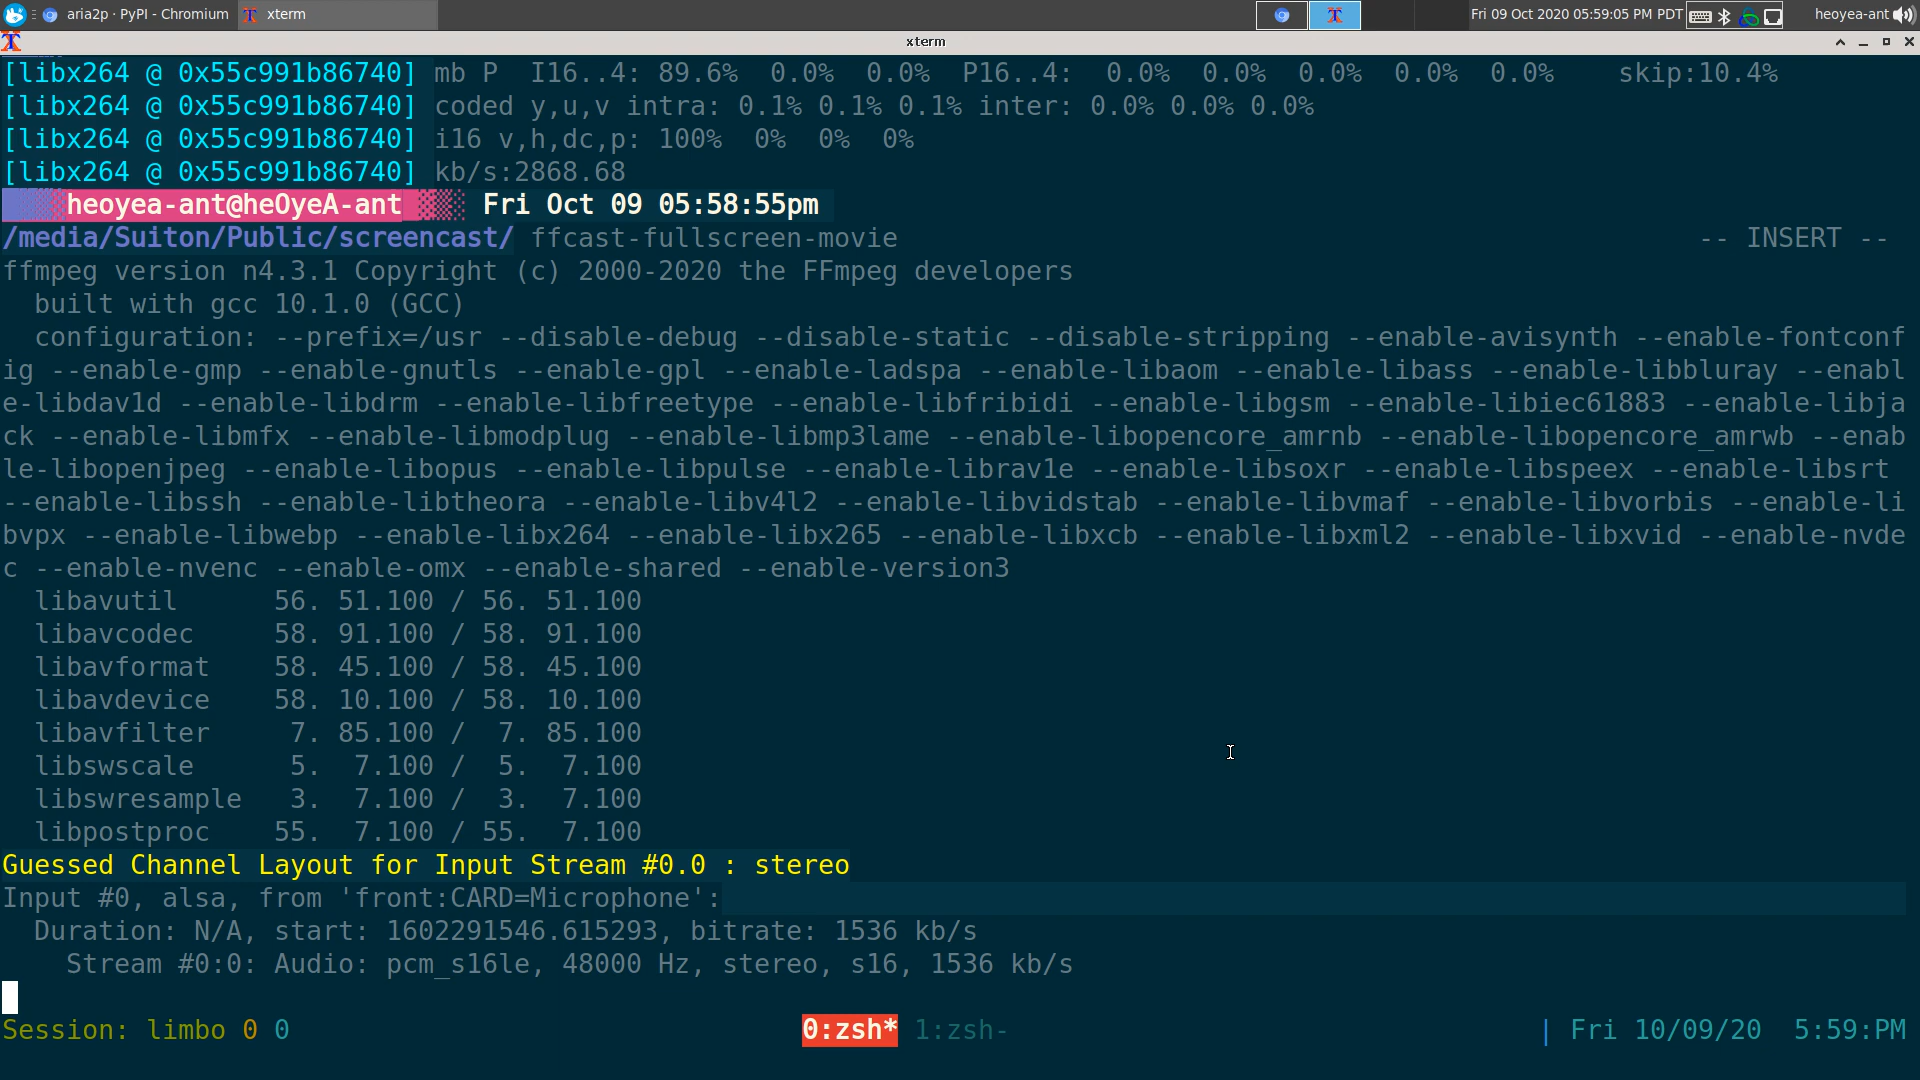 aria2p · PyPI - Chromium xterm Fri 09 Oct 2020 05:59:05 PM PDT heoyea-ant
xterm
[libx264 @ 0x55c991b86740] mb P  I16..4: 89.6%  0.0%  0.0%  P16..4:  0.0%  0.0%  0.0%  0.0%  0.0%    skip:10.4%
[libx264 @ 0x55c991b86740] coded y,u,v intra: 0.1% 0.1% 0.1% inter: 0.0% 0.0% 0.0%
[libx264 @ 0x55c991b86740] i16 v,h,dc,p: 100%  0%  0%  0%
[libx264 @ 0x55c991b86740] kb/s:2868.68
heoyea-ant@heOyeA-ant Fri Oct 09 05:58:55pm
/media/Suiton/Public/screencast/ ffcast-fullscreen-movie -- INSERT --
ffmpeg version n4.3.1 Copyright (c) 2000-2020 the FFmpeg developers
  built with gcc 10.1.0 (GCC)
  configuration: --prefix=/usr --disable-debug --disable-static --disable-stripping --enable-avisynth --enable-fontconf
ig --enable-gmp --enable-gnutls --enable-gpl --enable-ladspa --enable-libaom --enable-libass --enable-libbluray --enabl
e-libdav1d --enable-libdrm --enable-libfreetype --enable-libfribidi --enable-libgsm --enable-libiec61883 --enable-libja
ck --enable-libmfx --enable-libmodplug --enable-libmp3lame --enable-libopencore_amrnb --enable-libopencore_amrwb --enab
le-libopenjpeg --enable-libopus --enable-libpulse --enable-librav1e --enable-libsoxr --enable-libspeex --enable-libsrt
--enable-libssh --enable-libtheora --enable-libv4l2 --enable-libvidstab --enable-libvmaf --enable-libvorbis --enable-li
bvpx --enable-libwebp --enable-libx264 --enable-libx265 --enable-libxcb --enable-libxml2 --enable-libxvid --enable-nvde
c --enable-nvenc --enable-omx --enable-shared --enable-version3
  libavutil      56. 51.100 / 56. 51.100
  libavcodec     58. 91.100 / 58. 91.100
  libavformat    58. 45.100 / 58. 45.100
  libavdevice    58. 10.100 / 58. 10.100
  libavfilter     7. 85.100 /  7. 85.100
  libswscale      5.  7.100 /  5.  7.100
  libswresample   3.  7.100 /  3.  7.100
  libpostproc    55.  7.100 / 55.  7.100
Guessed Channel Layout for Input Stream #0.0 : stereo
Input #0, alsa, from 'front:CARD=Microphone':
  Duration: N/A, start: 1602291546.615293, bitrate: 1536 kb/s
    Stream #0:0: Audio: pcm_s16le, 48000 Hz, stereo, s16, 1536 kb/s
Session: limbo 0 0 0:zsh* 1:zsh- | Fri 10/09/20  5:59:PM